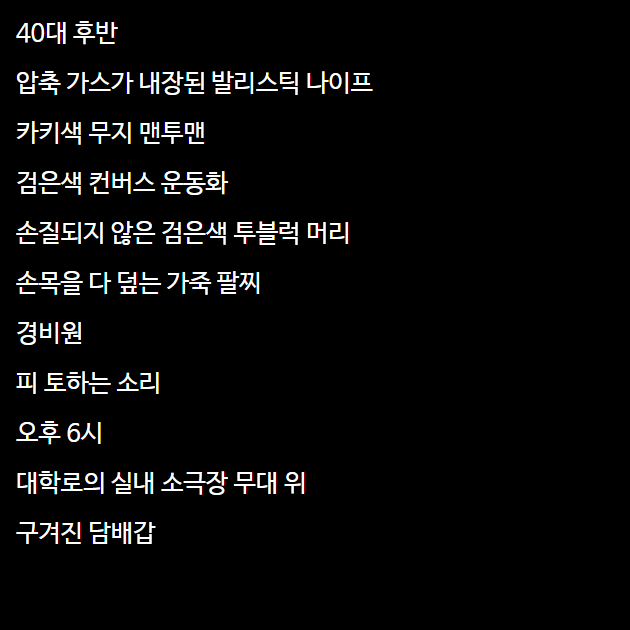 40대 후반
압축 가스가 내장된 발리스틱 나이프
카키색 무지 맨투맨
검은색 컨버스 운동화
손질되지 않은 검은색 투블럭 머리
손목을 다 덮는 가죽 팔찌
경비원
피 토하는 소리
오후 6시
대학로의 실내 소극장 무대 위
구겨진 담배갑